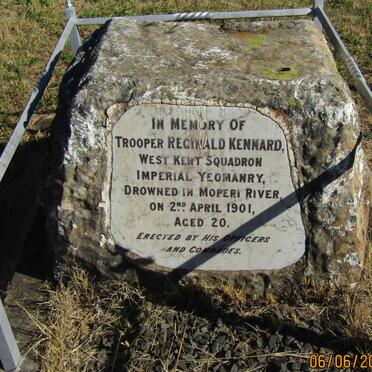 IN MEMORY OF
TROOPER REGINALD KENNARD,
WEST KENT SQUADRON
IMPERIAL YEOMANRY,
DROWNED IN MOPERI RIVER,
ON 2ND APRIL 1901,
AGED 20.
ERECTED BY HIS OFFICERS
AND COMRADES.
06/06/20